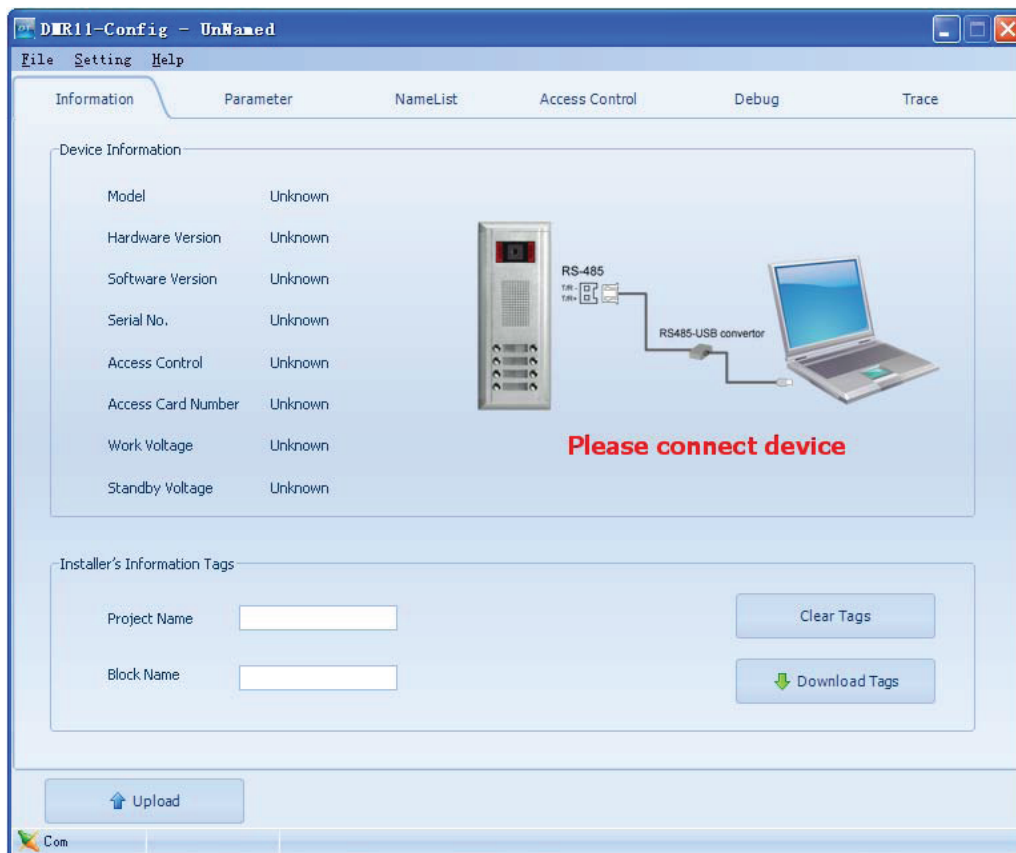 DMR11-Config - UnNamed
File Setting Help
Information Parameter NameList Access Control Debug Trace
Device Information
Model Unknown
Hardware Version Unknown
Software Version Unknown
Serial No. Unknown
Access Control Unknown
Access Card Number Unknown
Work Voltage Unknown
Standby Voltage Unknown
RS-485
T/R -
T/R+
RS485-USB convertor
Please connect device
Installer's Information Tags
Project Name
Clear Tags
Block Name
Download Tags
Upload
Com